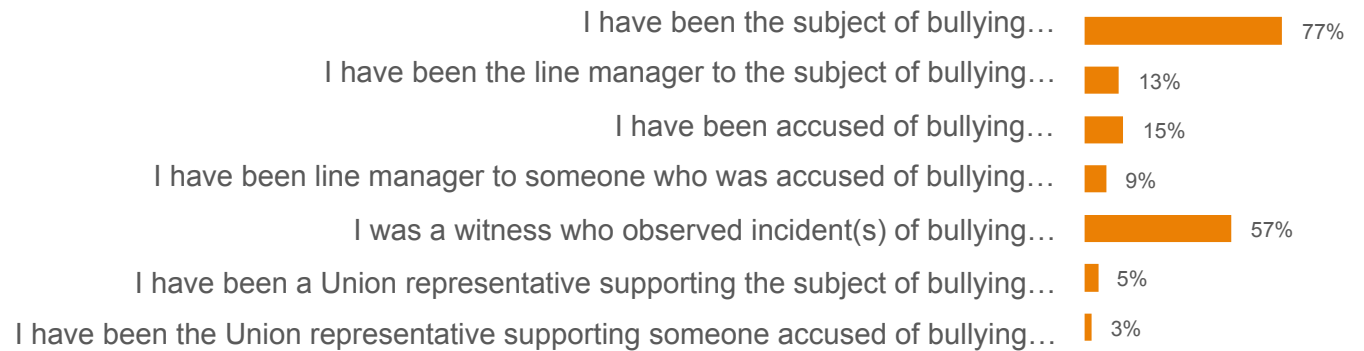 I have been the subject of bullying… 77%
I have been the line manager to the subject of bullying… 13%
I have been accused of bullying… 15%
I have been line manager to someone who was accused of bullying… 9%
I was a witness who observed incident(s) of bullying… 57%
I have been a Union representative supporting the subject of bullying… 5%
I have been the Union representative supporting someone accused of bullying… 3%